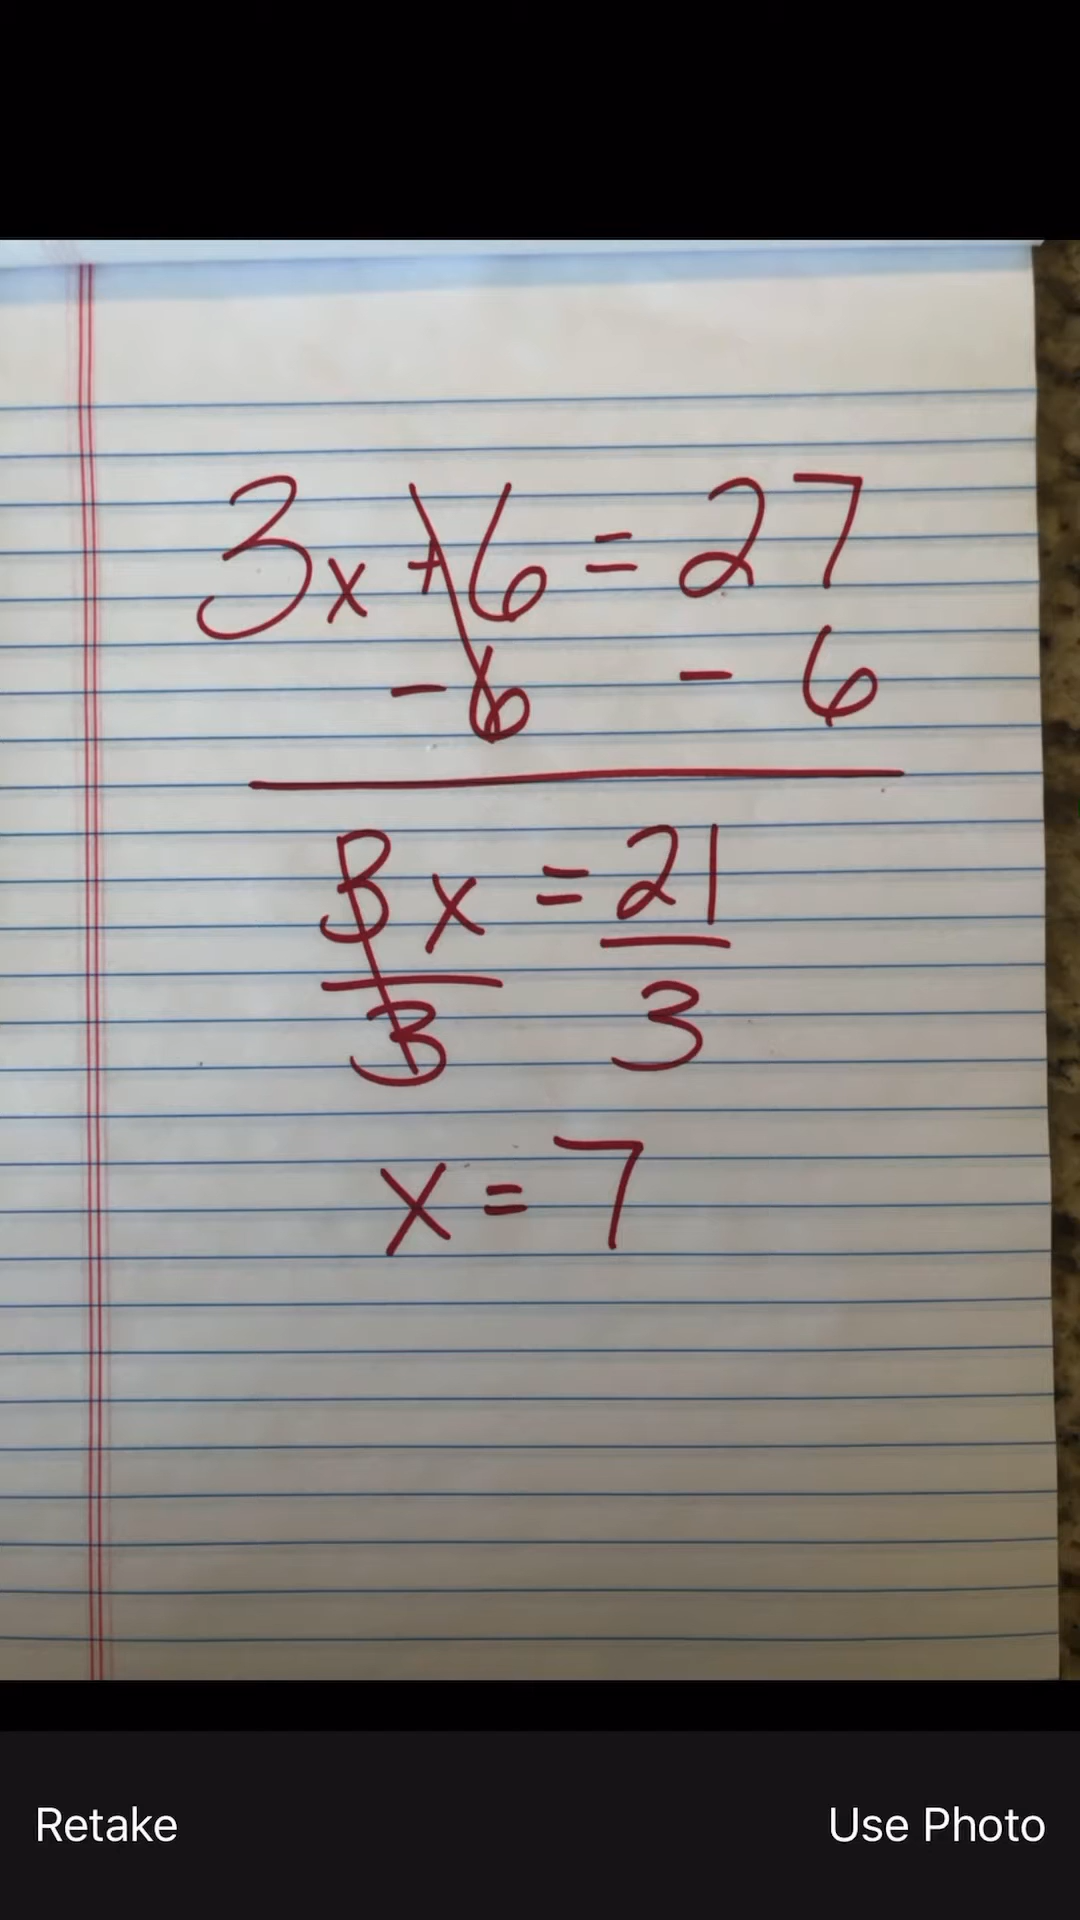 3x + 6 = 27
- 6 - 6
3x = 21
3 3
x = 7
Retake Use Photo